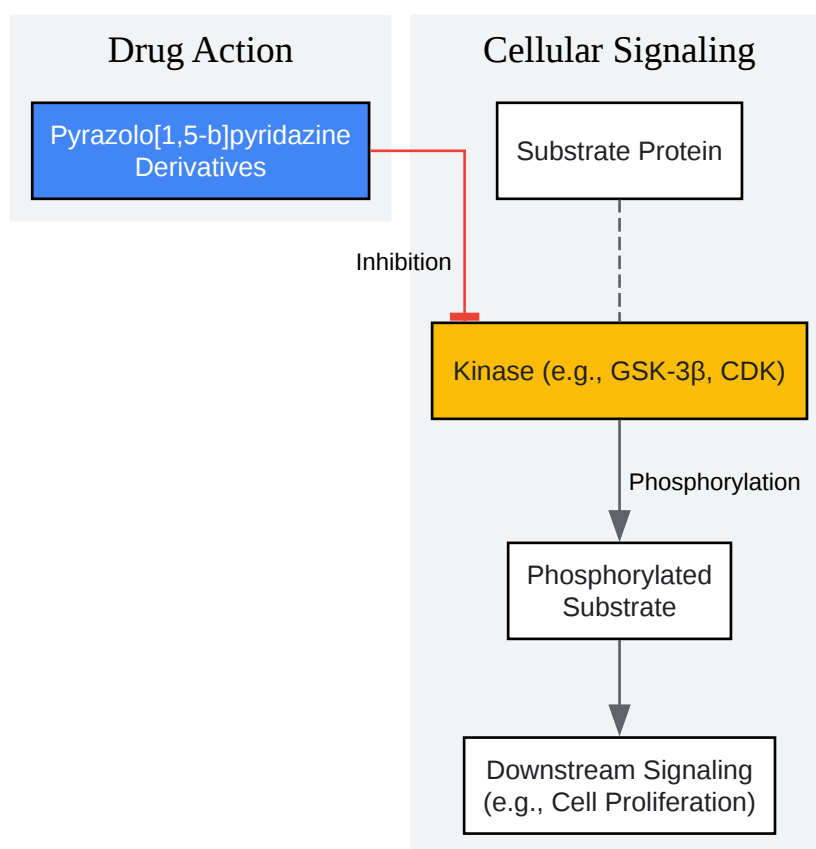 Drug Action
Pyrazolo[1,5-b]pyridazine
Derivatives
Inhibition
Cellular Signaling
Substrate Protein
Kinase (e.g., GSK-3β, CDK)
Phosphorylation
Phosphorylated
Substrate
Downstream Signaling
(e.g., Cell Proliferation)